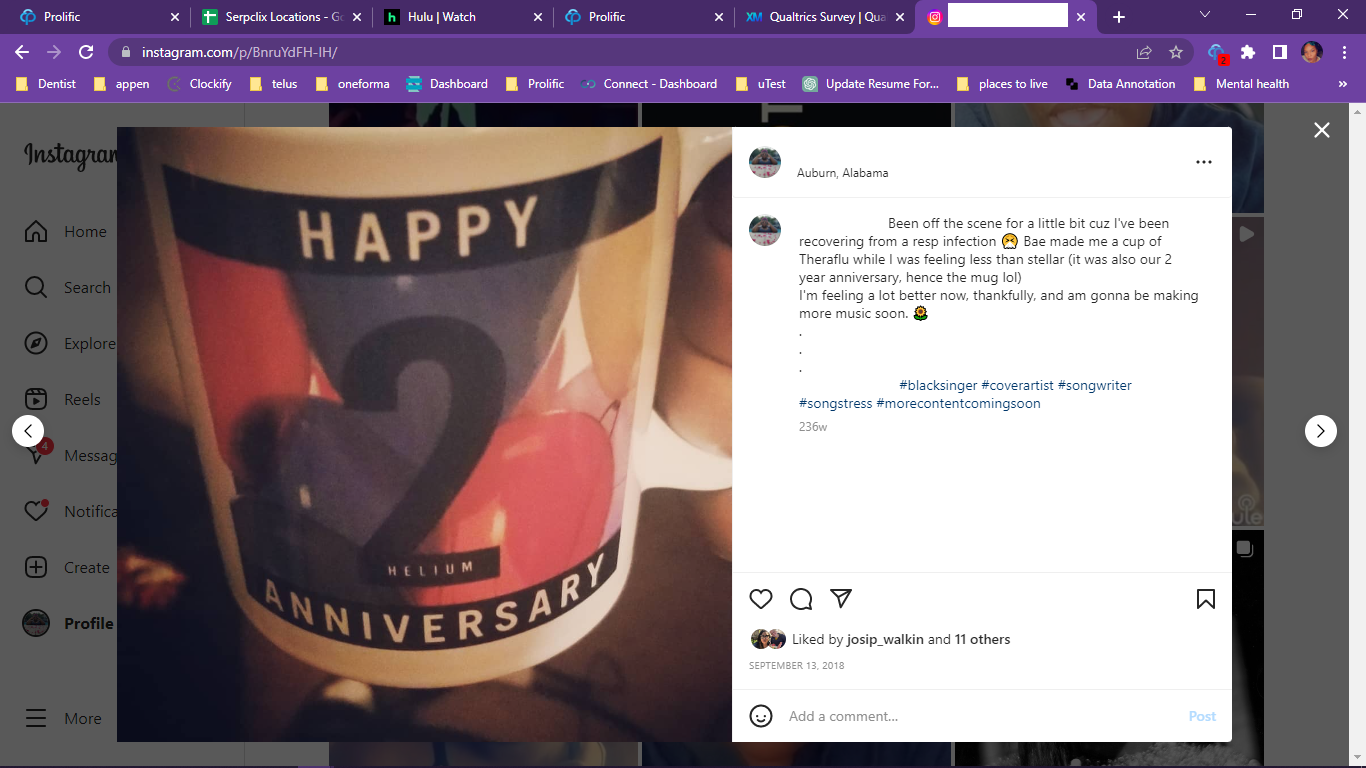 Prolific
Serpclix Locations - Go
Hulu | Watch
Prolific
XM Qualtrics Survey | Qua
instagram.com/p/BnruYdFH-IH/
2
Dentist
appen
Clockify
telus
oneforma
Dashboard
Prolific
Connect - Dashboard
uTest
Update Resume For...
places to live
Data Annotation
Mental health
»
Instagram
Home
Search
Explore
Reels
4
Messag
Notifica
Create
Profile
More
HAPPY
2
HELIUM
ANNIVERSARY
Auburn, Alabama
Been off the scene for a little bit cuz I've been
recovering from a resp infection 🤧 Bae made me a cup of
Theraflu while I was feeling less than stellar (it was also our 2
year anniversary, hence the mug lol)
I'm feeling a lot better now, thankfully, and am gonna be making
more music soon. 🌻
.
.
.
#blacksinger #coverartist #songwriter
#songstress #morecontentcomingsoon
236w
Liked by josip_walkin and 11 others
SEPTEMBER 13, 2018
Add a comment...
Post